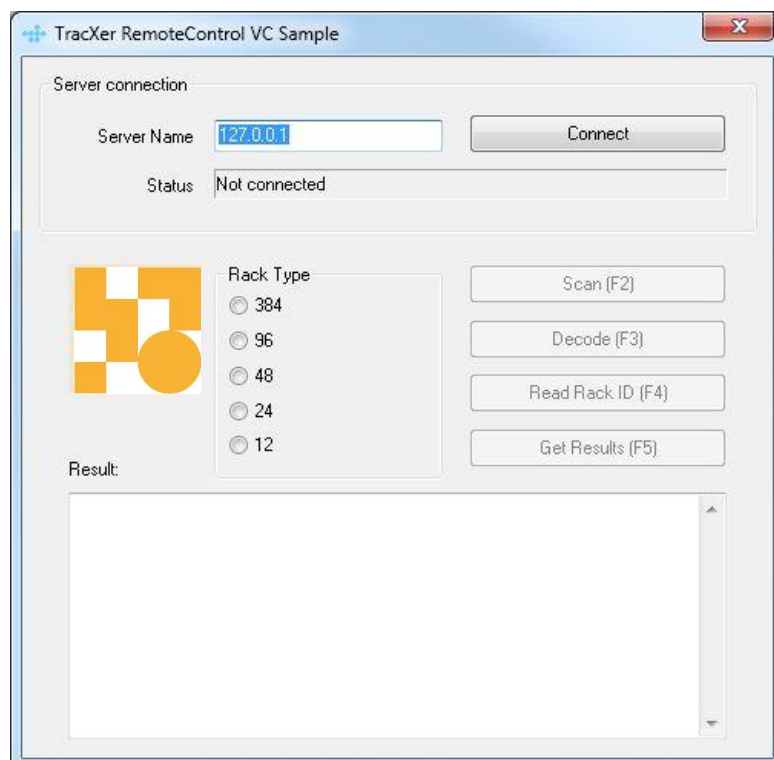 TracXer RemoteControl VC Sample
Server connection
Server Name 127.0.0.1 Connect
Status Not connected
Rack Type
384
96
48
24
12
Scan (F2)
Decode (F3)
Read Rack ID (F4)
Get Results (F5)
Result: